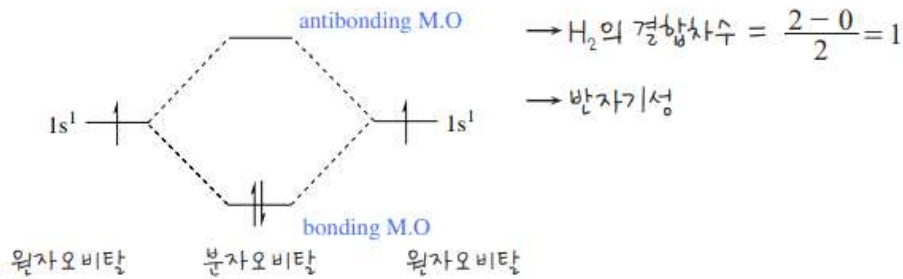 antibonding M.O
→ H₂의 결합차수 = (2 − 0)/2 = 1
→ 반자기성
1s¹
1s¹
bonding M.O
원자오비탈 분자오비탈 원자오비탈